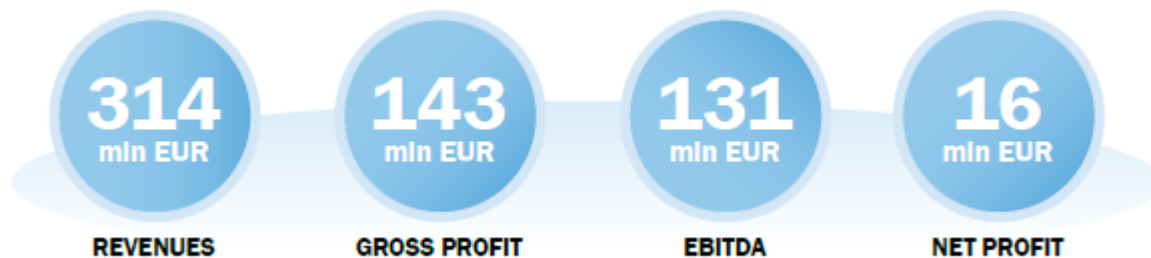 314
mln EUR
REVENUES
143
mln EUR
GROSS PROFIT
131
mln EUR
EBITDA
16
mln EUR
NET PROFIT